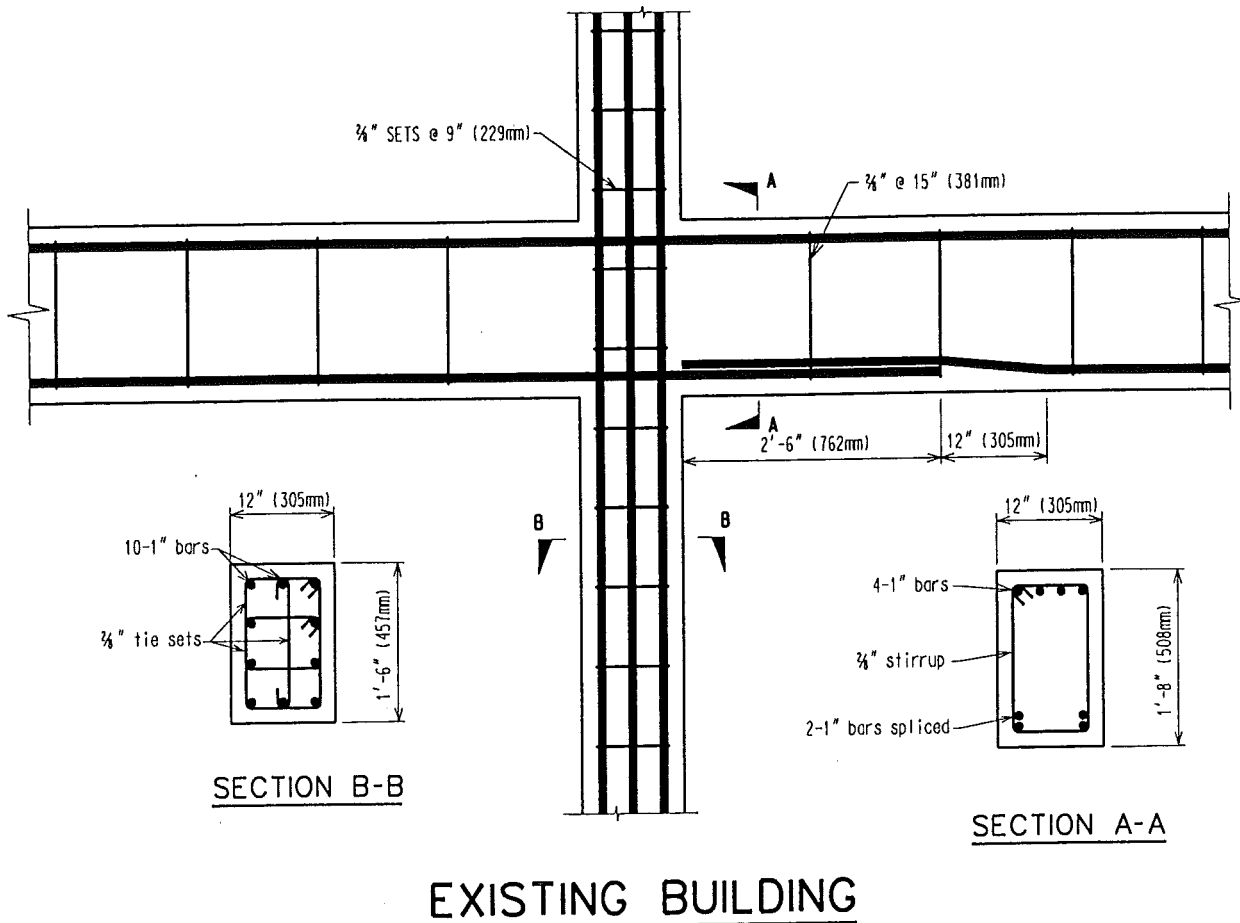 ⅜" SETS @ 9" (229mm)
A
⅜" @ 15" (381mm)
A
2'-6" (762mm)
12" (305mm)
12" (305mm)
B
B
12" (305mm)
10-1" bars
4-1" bars
⅜" tie sets
1'-6" (457mm)
⅜" stirrup
1'-8" (508mm)
2-1" bars spliced
SECTION B-B
SECTION A-A
EXISTING BUILDING